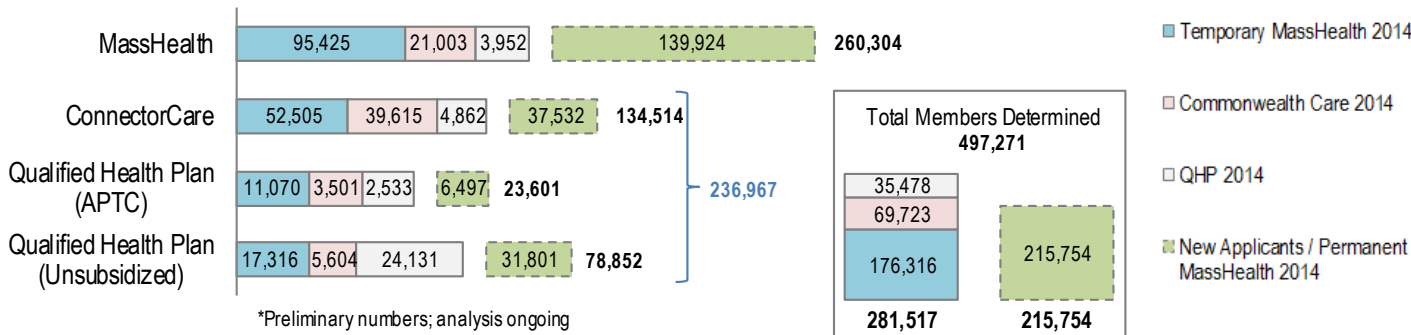 MassHealth
95,425 21,003 3,952 139,924 260,304
ConnectorCare
52,505 39,615 4,862 37,532 134,514
Qualified Health Plan
(APTC)
11,070 3,501 2,533 6,497 23,601
Qualified Health Plan
(Unsubsidized)
17,316 5,604 24,131 31,801 78,852
236,967
*Preliminary numbers; analysis ongoing
Total Members Determined
497,271
35,478
69,723
176,316
215,754
281,517 215,754
Temporary MassHealth 2014
Commonwealth Care 2014
QHP 2014
New Applicants / Permanent
MassHealth 2014